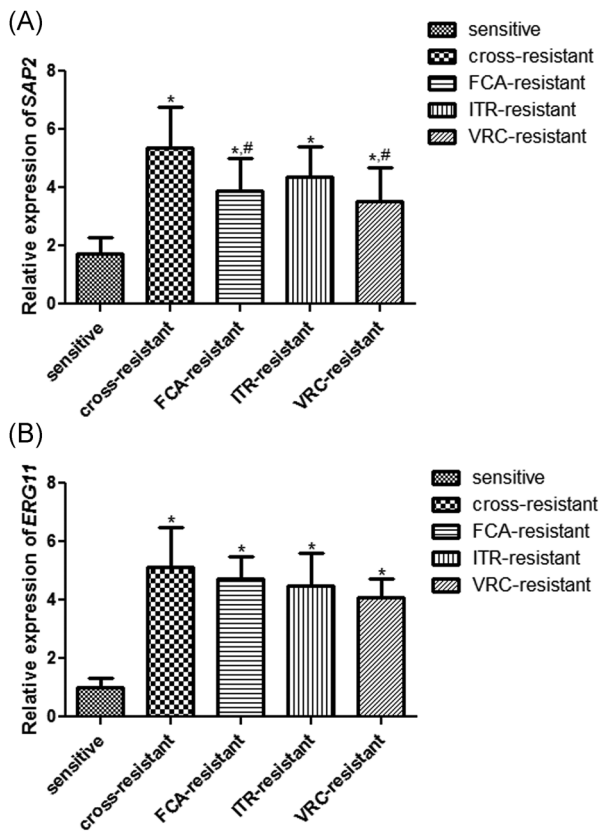 (A)
sensitive
cross-resistant
FCA-resistant
ITR-resistant
VRC-resistant
Relative expression of SAP2
8
6
4
2
0
*
*,#
*
*,#
sensitive
cross-resistant
FCA-resistant
ITR-resistant
VRC-resistant
(B)
sensitive
cross-resistant
FCA-resistant
ITR-resistant
VRC-resistant
Relative expression of ERG11
8
6
4
2
0
*
*
*
*
sensitive
cross-resistant
FCA-resistant
ITR-resistant
VRC-resistant